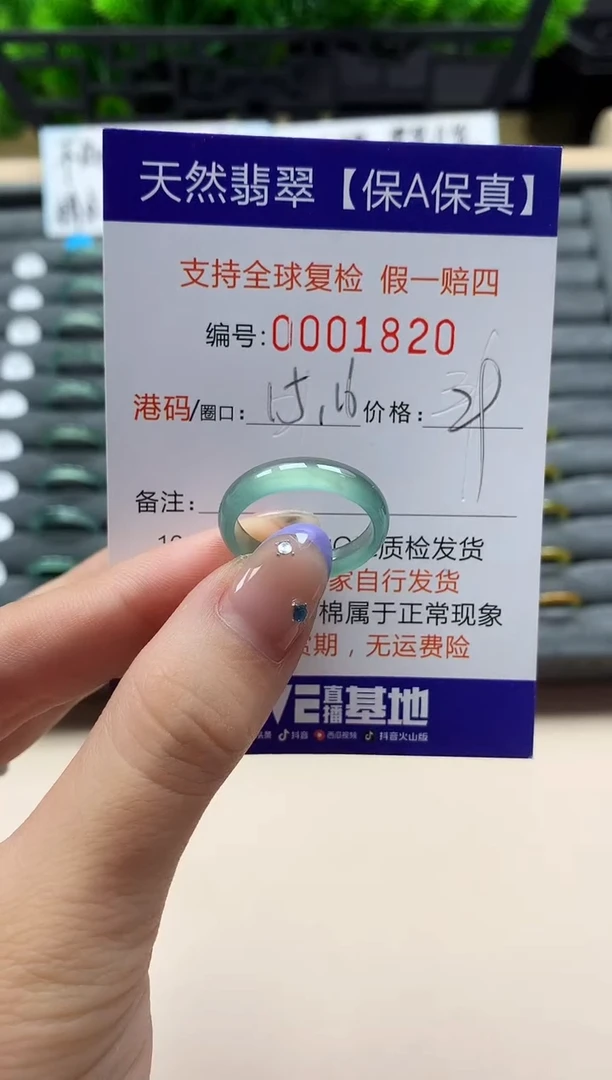 天然翡翠【保A保真】
支持全球复检 假一赔四
编号:0001820
港码/圈口: 15.16 价格:
备注:
质检发货
家自行发货
棉属于正常现象
期，无运费险
VE直播基地
抖音 西瓜视频 抖音火山版